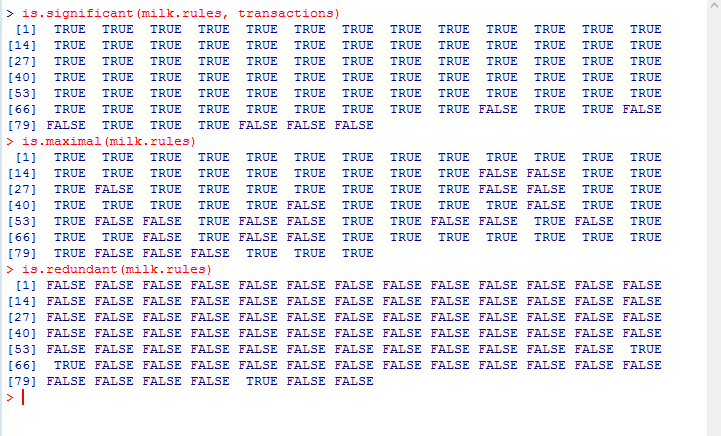 > is.significant(milk.rules, transactions)
[1] TRUE TRUE TRUE TRUE TRUE TRUE TRUE TRUE TRUE TRUE TRUE TRUE TRUE
[14] TRUE TRUE TRUE TRUE TRUE TRUE TRUE TRUE TRUE TRUE TRUE TRUE TRUE
[27] TRUE TRUE TRUE TRUE TRUE TRUE TRUE TRUE TRUE TRUE TRUE TRUE TRUE
[40] TRUE TRUE TRUE TRUE TRUE TRUE TRUE TRUE TRUE TRUE TRUE TRUE TRUE
[53] TRUE TRUE TRUE TRUE TRUE TRUE TRUE TRUE TRUE TRUE TRUE TRUE TRUE
[66] TRUE TRUE TRUE TRUE TRUE TRUE TRUE TRUE TRUE FALSE TRUE TRUE FALSE
[79] FALSE TRUE TRUE TRUE FALSE FALSE FALSE
> is.maximal(milk.rules)
[1] TRUE TRUE TRUE TRUE TRUE TRUE TRUE TRUE TRUE TRUE TRUE TRUE TRUE
[14] TRUE TRUE TRUE TRUE TRUE TRUE TRUE TRUE TRUE FALSE FALSE TRUE TRUE
[27] TRUE FALSE TRUE TRUE TRUE TRUE TRUE TRUE TRUE FALSE FALSE TRUE TRUE
[40] TRUE TRUE TRUE TRUE TRUE FALSE TRUE TRUE TRUE TRUE FALSE TRUE TRUE
[53] TRUE FALSE FALSE TRUE FALSE FALSE TRUE TRUE FALSE FALSE TRUE FALSE TRUE
[66] TRUE TRUE FALSE TRUE FALSE FALSE TRUE TRUE TRUE TRUE TRUE TRUE TRUE
[79] TRUE FALSE FALSE FALSE TRUE TRUE TRUE
> is.redundant(milk.rules)
[1] FALSE FALSE FALSE FALSE FALSE FALSE FALSE FALSE FALSE FALSE FALSE FALSE FALSE
[14] FALSE FALSE FALSE FALSE FALSE FALSE FALSE FALSE FALSE FALSE FALSE FALSE FALSE
[27] FALSE FALSE FALSE FALSE FALSE FALSE FALSE FALSE FALSE FALSE FALSE FALSE FALSE
[40] FALSE FALSE FALSE FALSE FALSE FALSE FALSE FALSE FALSE FALSE FALSE FALSE FALSE
[53] FALSE FALSE FALSE FALSE FALSE FALSE FALSE FALSE FALSE FALSE FALSE FALSE TRUE
[66] TRUE FALSE FALSE FALSE FALSE FALSE FALSE FALSE FALSE FALSE FALSE FALSE FALSE
[79] FALSE FALSE FALSE FALSE TRUE FALSE FALSE
>